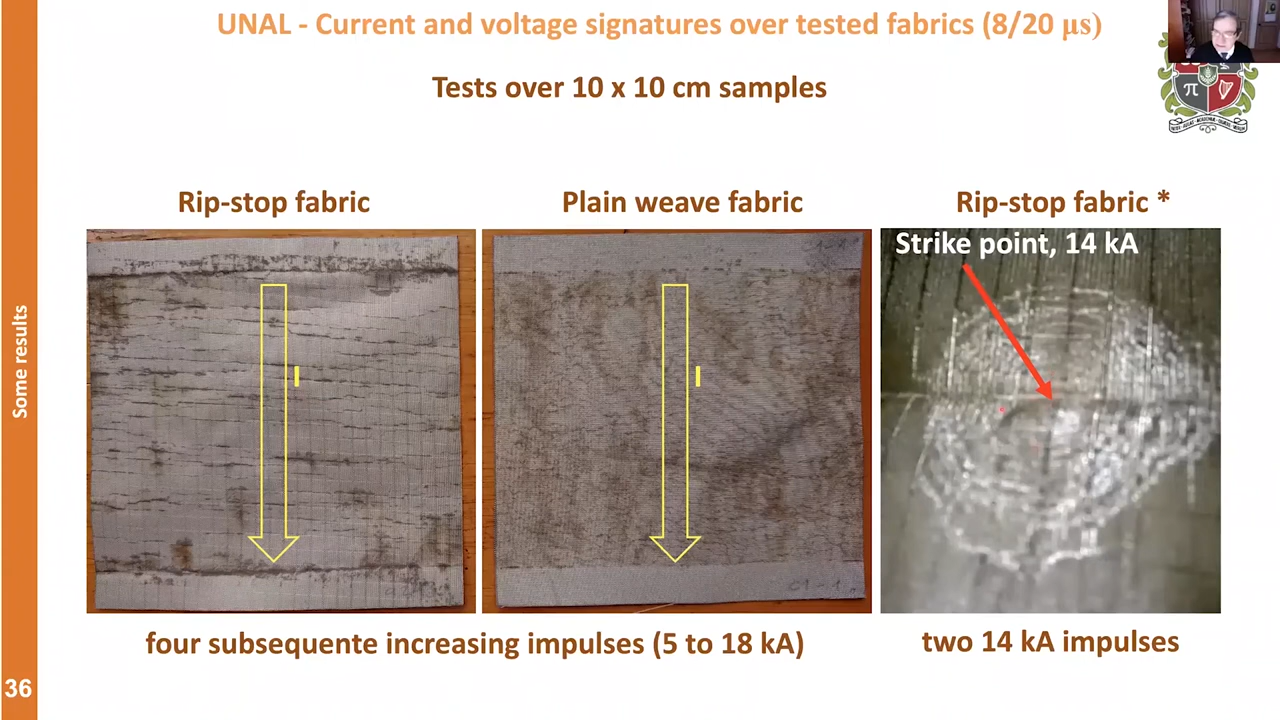 UNAL - Current and voltage signatures over tested fabrics (8/20 μs)
Tests over 10 x 10 cm samples
Rip-stop fabric
Plain weave fabric
Rip-stop fabric *
Strike point, 14 kA
I
I
four subsequente increasing impulses (5 to 18 kA)
two 14 kA impulses
Some results
36
π